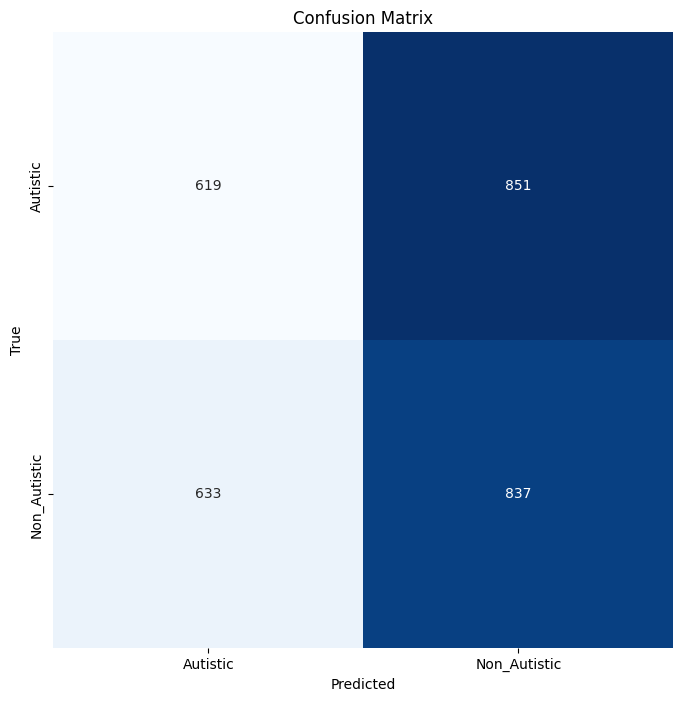 Confusion Matrix
Autistic
619
851
True
Non_Autistic
633
837
Autistic
Non_Autistic
Predicted